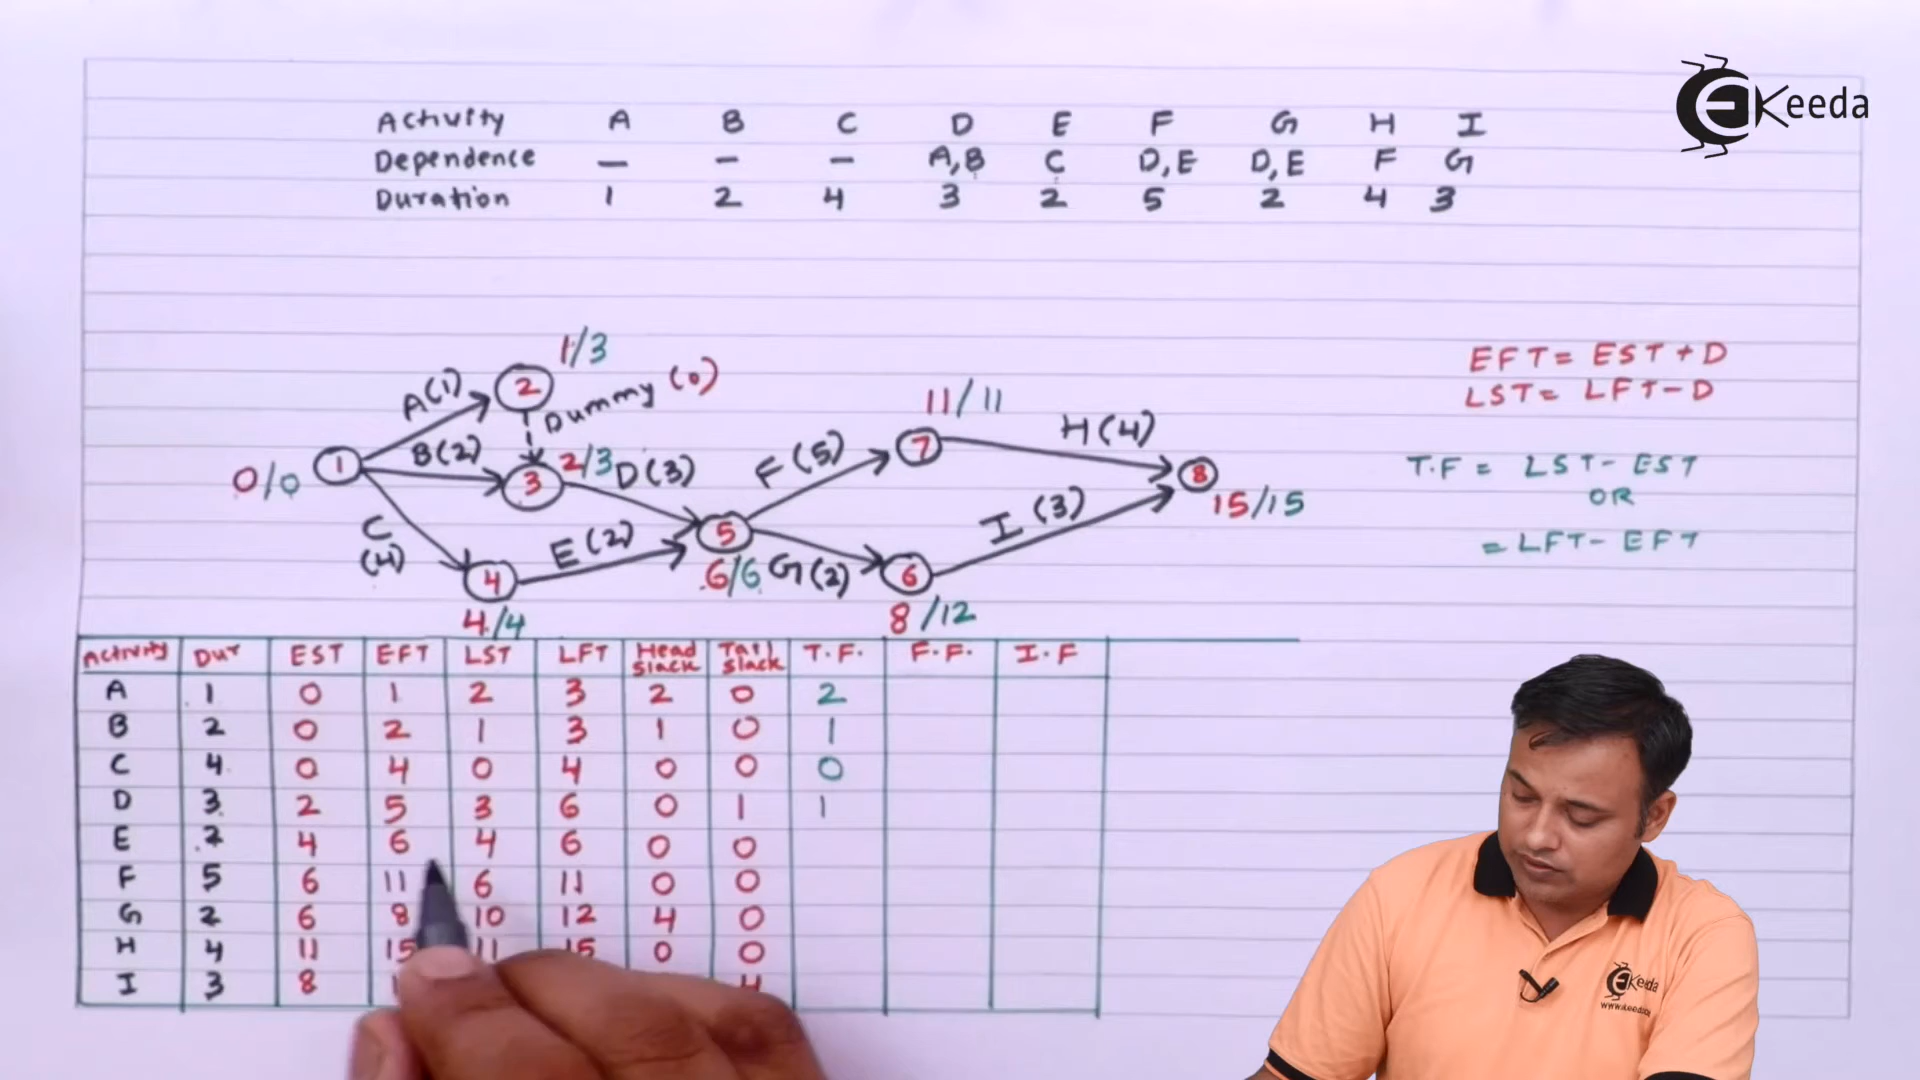 Keeda
Activity A B C D E F G H I
Dependence – – – A,B C D,E D,E F G
Duration 1 2 4 3 2 5 2 4 3
1/3
A(1) 2 Dummy (0)
0/0 1 B(2) 3 2/3 D(3)
C (4) 4 E(2) 5
4/4 6/6
F(5) 7 11/11
G(2) 6 8/12
H(4) 8 15/15
I(3)
EFT = EST + D
LST = LFT - D
T.F = LST - EST
OR
= LFT - EFT
Activity Dur EST EFT LST LFT Head Slack Tail Slack T.F. F.F. I.F
A 1 0 1 2 3 2 0 2
B 2 0 2 1 3 1 0 1
C 4 0 4 0 4 0 0 0
D 3 2 5 3 6 0 1 1
E 2 4 6 4 6 0 0
F 5 6 11 6 11 0 0
G 2 6 8 10 12 4 0
H 4 11 15 11 15 0 0
I 3 8
Keeda